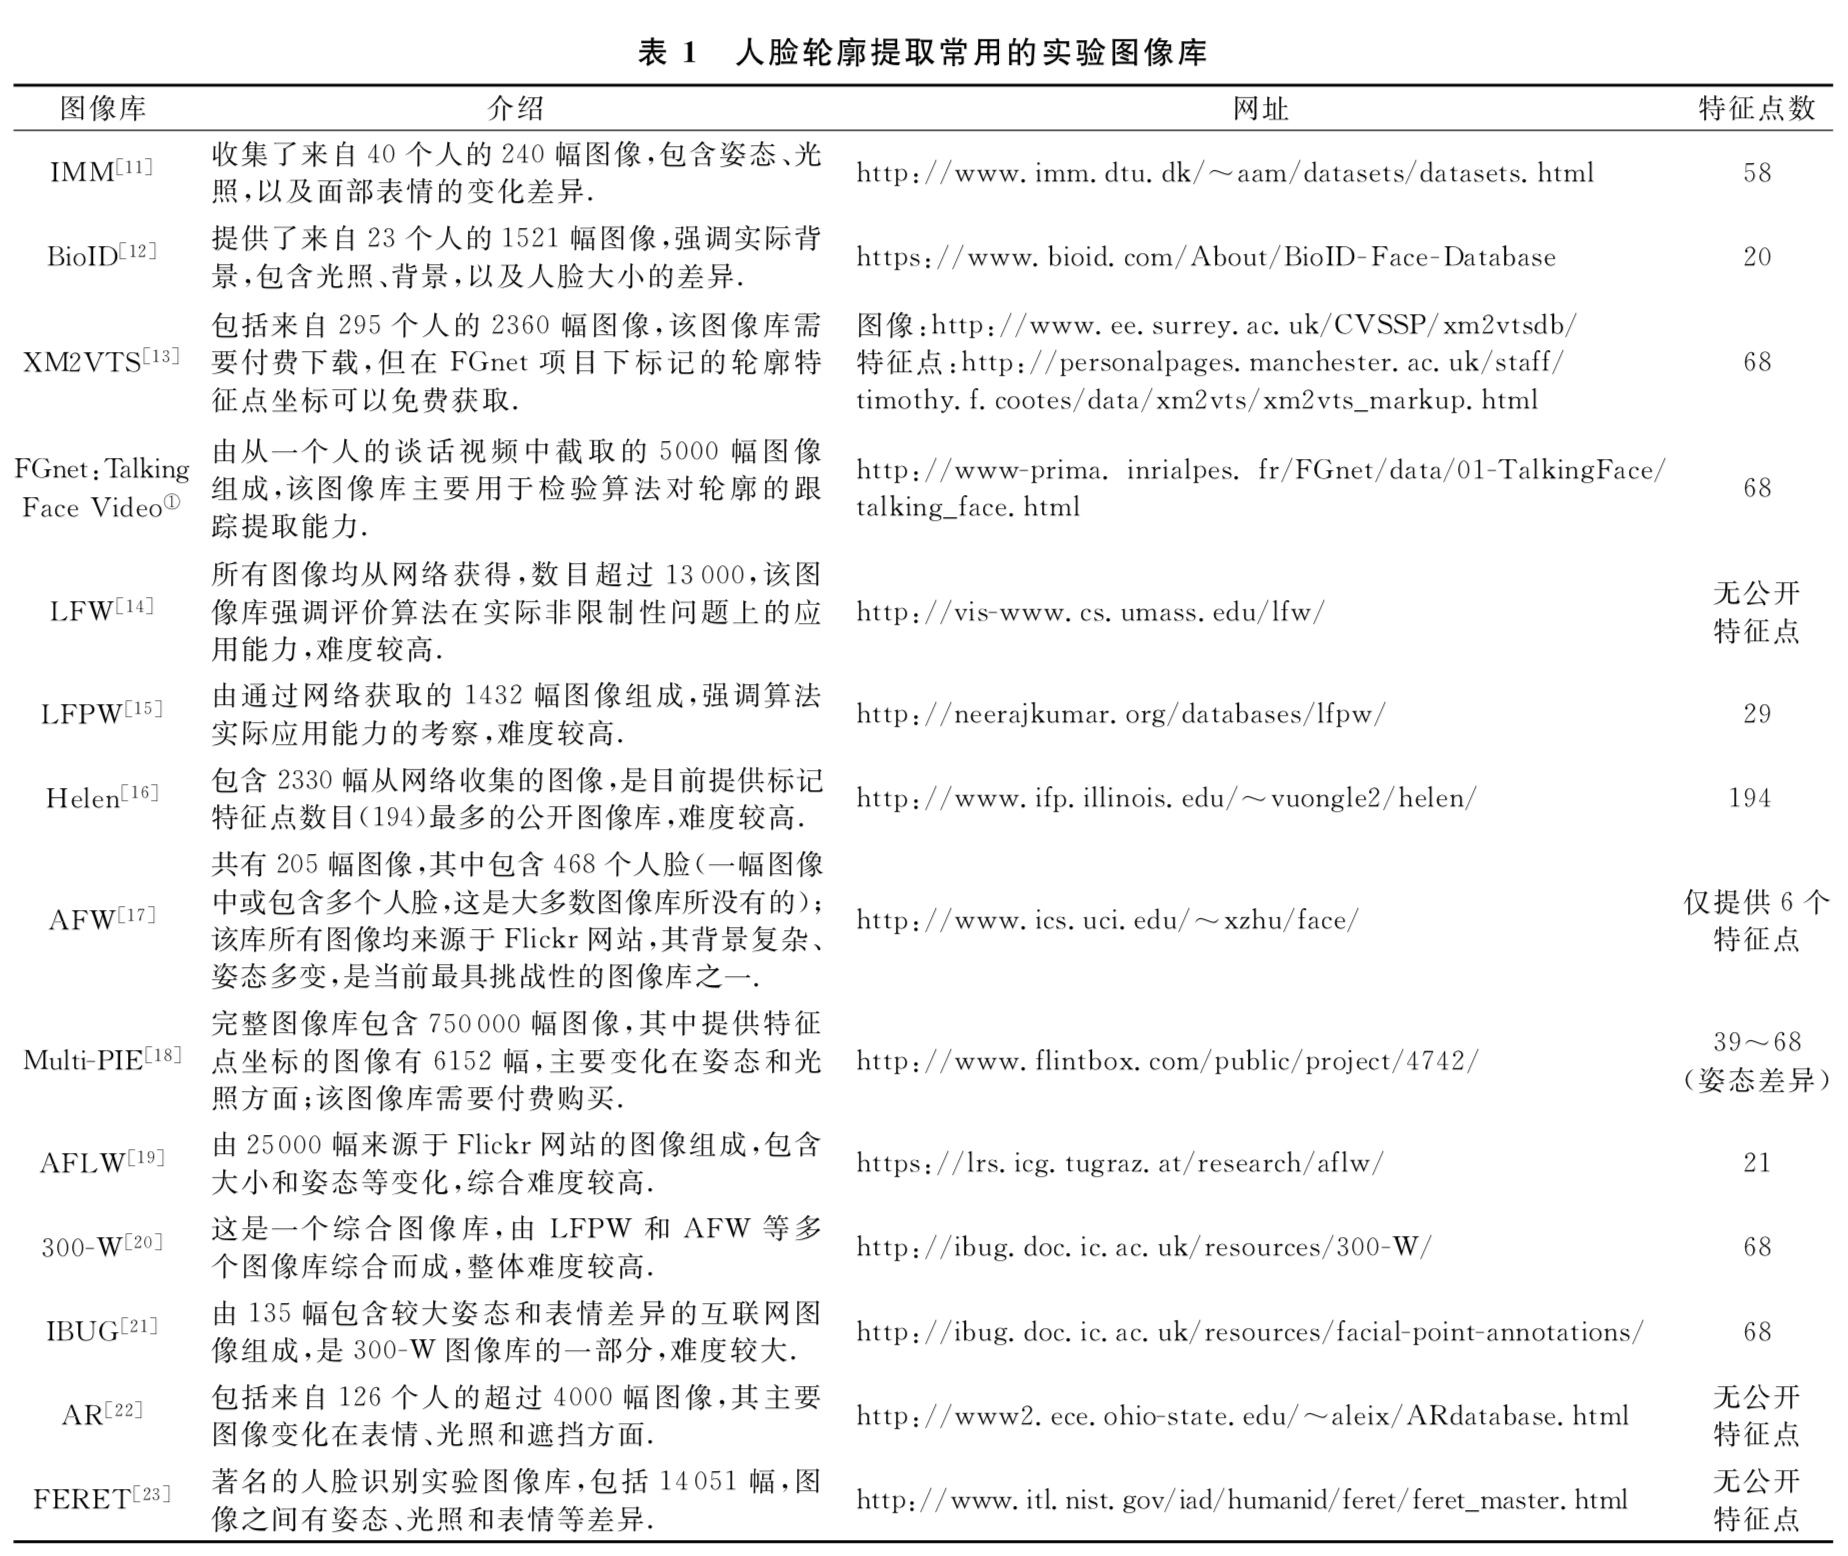 表 1 人脸轮廓提取常用的实验图像库
图像库 介绍 网址 特征点数
IMM[11]
收集了来自 40 个人的 240 幅图像,包含姿态、光
照,以及面部表情的变化差异.
http://www.imm.dtu.dk/～aam/datasets/datasets.html
58
BioID[12]
提供了来自 23 个人的 1521 幅图像,强调实际背
景,包含光照、背景,以及人脸大小的差异.
https://www.bioid.com/About/BioID-Face-Database
20
XM2VTS[13]
包括来自 295 个人的 2360 幅图像,该图像库需
要付费下载,但在 FGnet 项目下标记的轮廓特
征点坐标可以免费获取.
图像:http://www.ee.surrey.ac.uk/CVSSP/xm2vtsdb/
特征点:http://personalpages.manchester.ac.uk/staff/
timothy.f.cootes/data/xm2vts/xm2vts_markup.html
68
FGnet:Talking
Face Video①
由从一个人的谈话视频中截取的 5000 幅图像
组成,该图像库主要用于检验算法对轮廓的跟
踪提取能力.
http://www-prima. inrialpes. fr/FGnet/data/01-TalkingFace/
talking_face.html
68
LFW[14]
所有图像均从网络获得,数目超过 13 000,该图
像库强调评价算法在实际非限制性问题上的应
用能力,难度较高.
http://vis-www.cs.umass.edu/lfw/
无公开
特征点
LFPW[15]
由通过网络获取的 1432 幅图像组成,强调算法
实际应用能力的考察,难度较高.
http://neerajkumar.org/databases/lfpw/
29
Helen[16]
包含 2330 幅从网络收集的图像,是目前提供标记
特征点数目(194)最多的公开图像库,难度较高.
http://www.ifp.illinois.edu/～vuongle2/helen/
194
AFW[17]
共有 205 幅图像,其中包含 468 个人脸(一幅图像
中或包含多个人脸,这是大多数图像库所没有的);
该库所有图像均来源于 Flickr 网站,其背景复杂、
姿态多变,是当前最具挑战性的图像库之一.
http://www.ics.uci.edu/～xzhu/face/
仅提供 6 个
特征点
Multi-PIE[18]
完整图像库包含 750 000 幅图像,其中提供特征
点坐标的图像有 6152 幅,主要变化在姿态和光
照方面;该图像库需要付费购买.
http://www.flintbox.com/public/project/4742/
39～68
(姿态差异)
AFLW[19]
由 25000 幅来源于 Flickr 网站的图像组成,包含
大小和姿态等变化,综合难度较高.
https://lrs.icg.tugraz.at/research/aflw/
21
300-W[20]
这是一个综合图像库,由 LFPW 和 AFW 等多
个图像库综合而成,整体难度较高.
http://ibug.doc.ic.ac.uk/resources/300-W/
68
IBUG[21]
由 135 幅包含较大姿态和表情差异的互联网图
像组成,是 300-W 图像库的一部分,难度较大.
http://ibug.doc.ic.ac.uk/resources/facial-point-annotations/
68
AR[22]
包括来自 126 个人的超过 4000 幅图像,其主要
图像变化在表情、光照和遮挡方面.
http://www2.ece.ohio-state.edu/～aleix/ARdatabase.html
无公开
特征点
FERET[23]
著名的人脸识别实验图像库,包括 14 051 幅,图
像之间有姿态、光照和表情等差异.
http://www.itl.nist.gov/iad/humanid/feret/feret_master.html
无公开
特征点